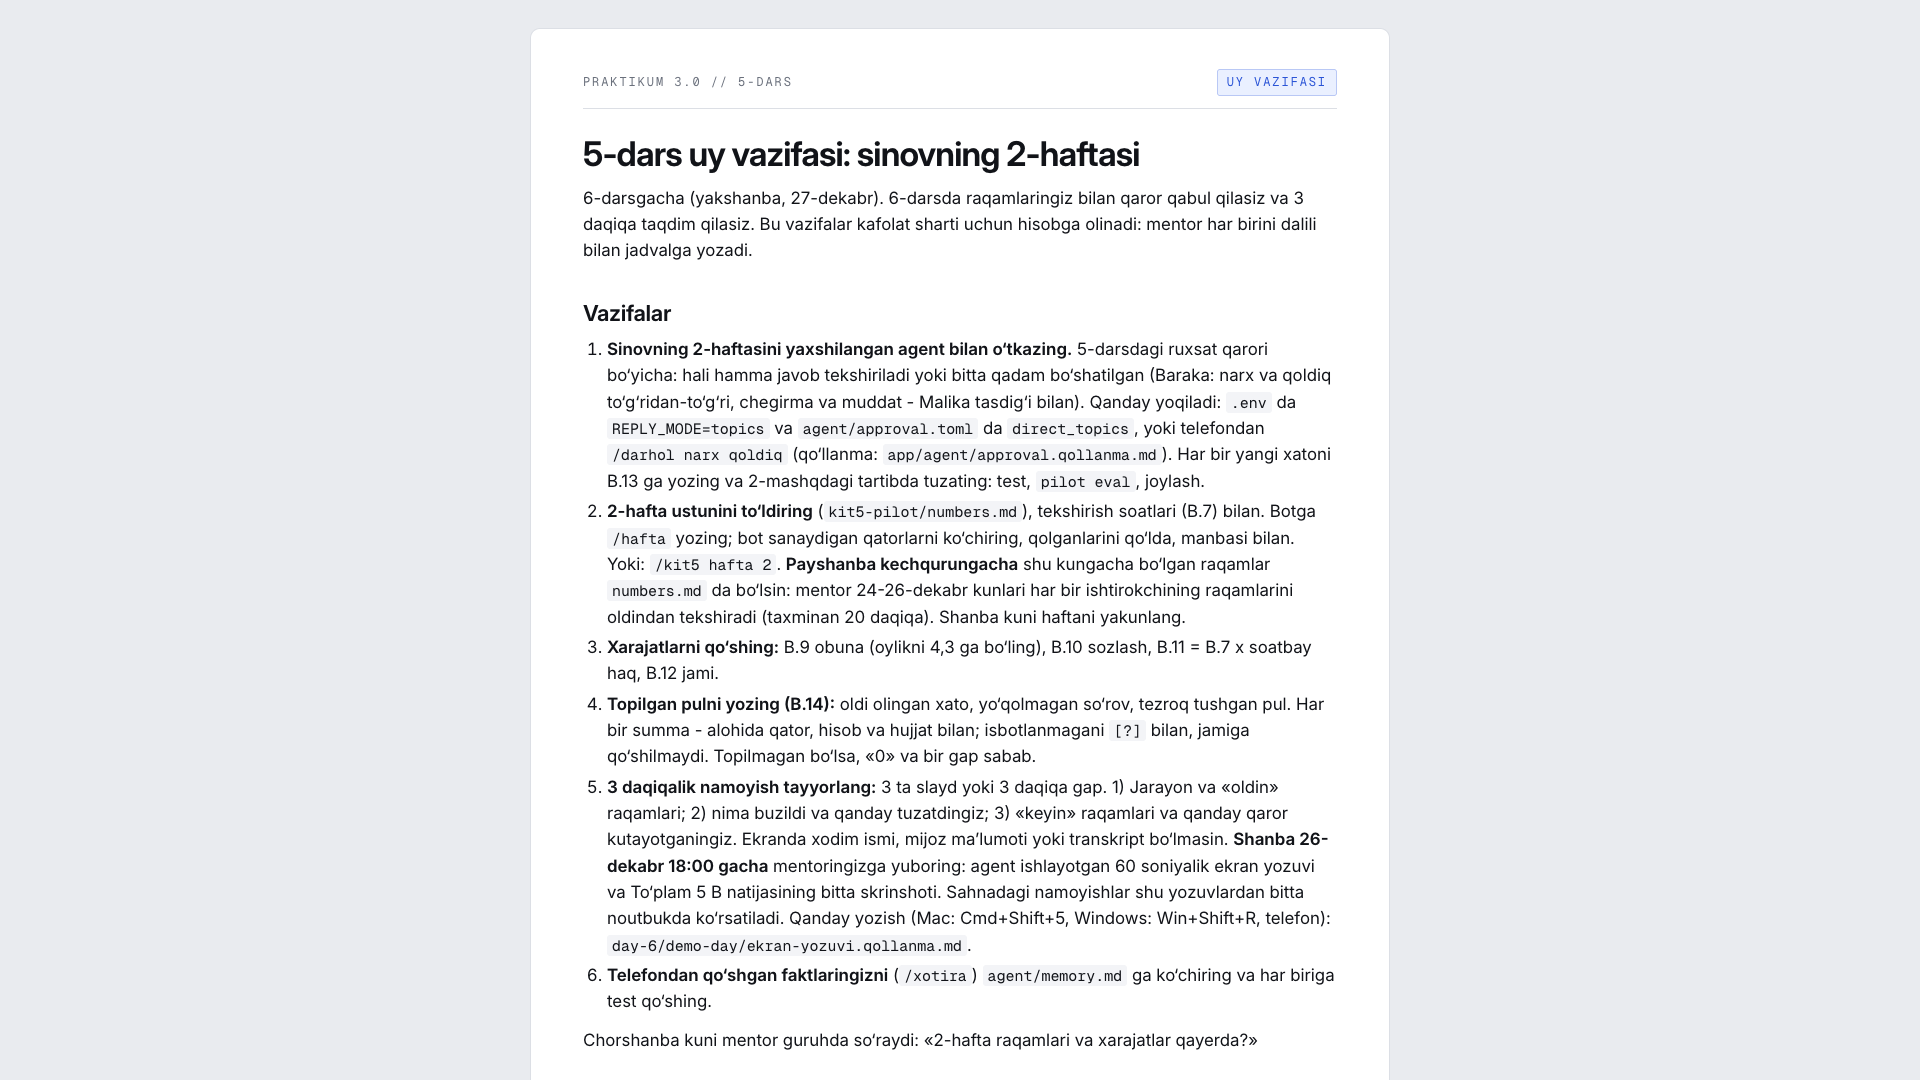 PRAKTIKUM 3.0 // 5-DARS
UY VAZIFASI
5-dars uy vazifasi: sinovning 2-haftasi
6-darsgacha (yakshanba, 27-dekabr). 6-darsda raqamlaringiz bilan qaror qabul qilasiz va 3
daqiqa taqdim qilasiz. Bu vazifalar kafolat sharti uchun hisobga olinadi: mentor har birini dalili
bilan jadvalga yozadi.
Vazifalar
1. Sinovning 2-haftasini yaxshilangan agent bilan oʻtkazing. 5-darsdagi ruxsat qarori
boʻyicha: hali hamma javob tekshiriladi yoki bitta qadam boʻshatilgan (Baraka: narx va qoldiq
toʻgʻridan-toʻgʻri, chegirma va muddat - Malika tasdigʻi bilan). Qanday yoqiladi: .env da
REPLY_MODE=topics va agent/approval.toml da direct_topics, yoki telefondan
/darhol narx qoldiq (qoʻllanma: app/agent/approval.qollanma.md). Har bir yangi xatoni
B.13 ga yozing va 2-mashqdagi tartibda tuzating: test, pilot eval, joylash.
2. 2-hafta ustunini toʻldiring (kit5-pilot/numbers.md), tekshirish soatlari (B.7) bilan. Botga
/hafta yozing; bot sanaydigan qatorlarni koʻchiring, qolganlarini qoʻlda, manbasi bilan.
Yoki: /kit5 hafta 2. Payshanba kechqurungacha shu kungacha boʻlgan raqamlar
numbers.md da boʻlsin: mentor 24-26-dekabr kunlari har bir ishtirokchining raqamlarini
oldindan tekshiradi (taxminan 20 daqiqa). Shanba kuni haftani yakunlang.
3. Xarajatlarni qoʻshing: B.9 obuna (oylikni 4,3 ga boʻling), B.10 sozlash, B.11 = B.7 x soatbay
haq, B.12 jami.
4. Topilgan pulni yozing (B.14): oldi olingan xato, yoʻqolmagan soʻrov, tezroq tushgan pul. Har
bir summa - alohida qator, hisob va hujjat bilan; isbotlanmagani [?] bilan, jamiga
qoʻshilmaydi. Topilmagan boʻlsa, «0» va bir gap sabab.
5. 3 daqiqalik namoyish tayyorlang: 3 ta slayd yoki 3 daqiqa gap. 1) Jarayon va «oldin»
raqamlari; 2) nima buzildi va qanday tuzatdingiz; 3) «keyin» raqamlari va qanday qaror
kutayotganingiz. Ekranda xodim ismi, mijoz maʼlumoti yoki transkript boʻlmasin. Shanba 26-
dekabr 18:00 gacha mentoringizga yuboring: agent ishlayotgan 60 soniyalik ekran yozuvi
va Toʻplam 5 B natijasining bitta skrinshoti. Sahnadagi namoyishlar shu yozuvlardan bitta
noutbukda koʻrsatiladi. Qanday yozish (Mac: Cmd+Shift+5, Windows: Win+Shift+R, telefon):
day-6/demo-day/ekran-yozuvi.qollanma.md.
6. Telefondan qoʻshgan faktlaringizni (/xotira) agent/memory.md ga koʻchiring va har biriga
test qoʻshing.
Chorshanba kuni mentor guruhda soʻraydi: «2-hafta raqamlari va xarajatlar qayerda?»